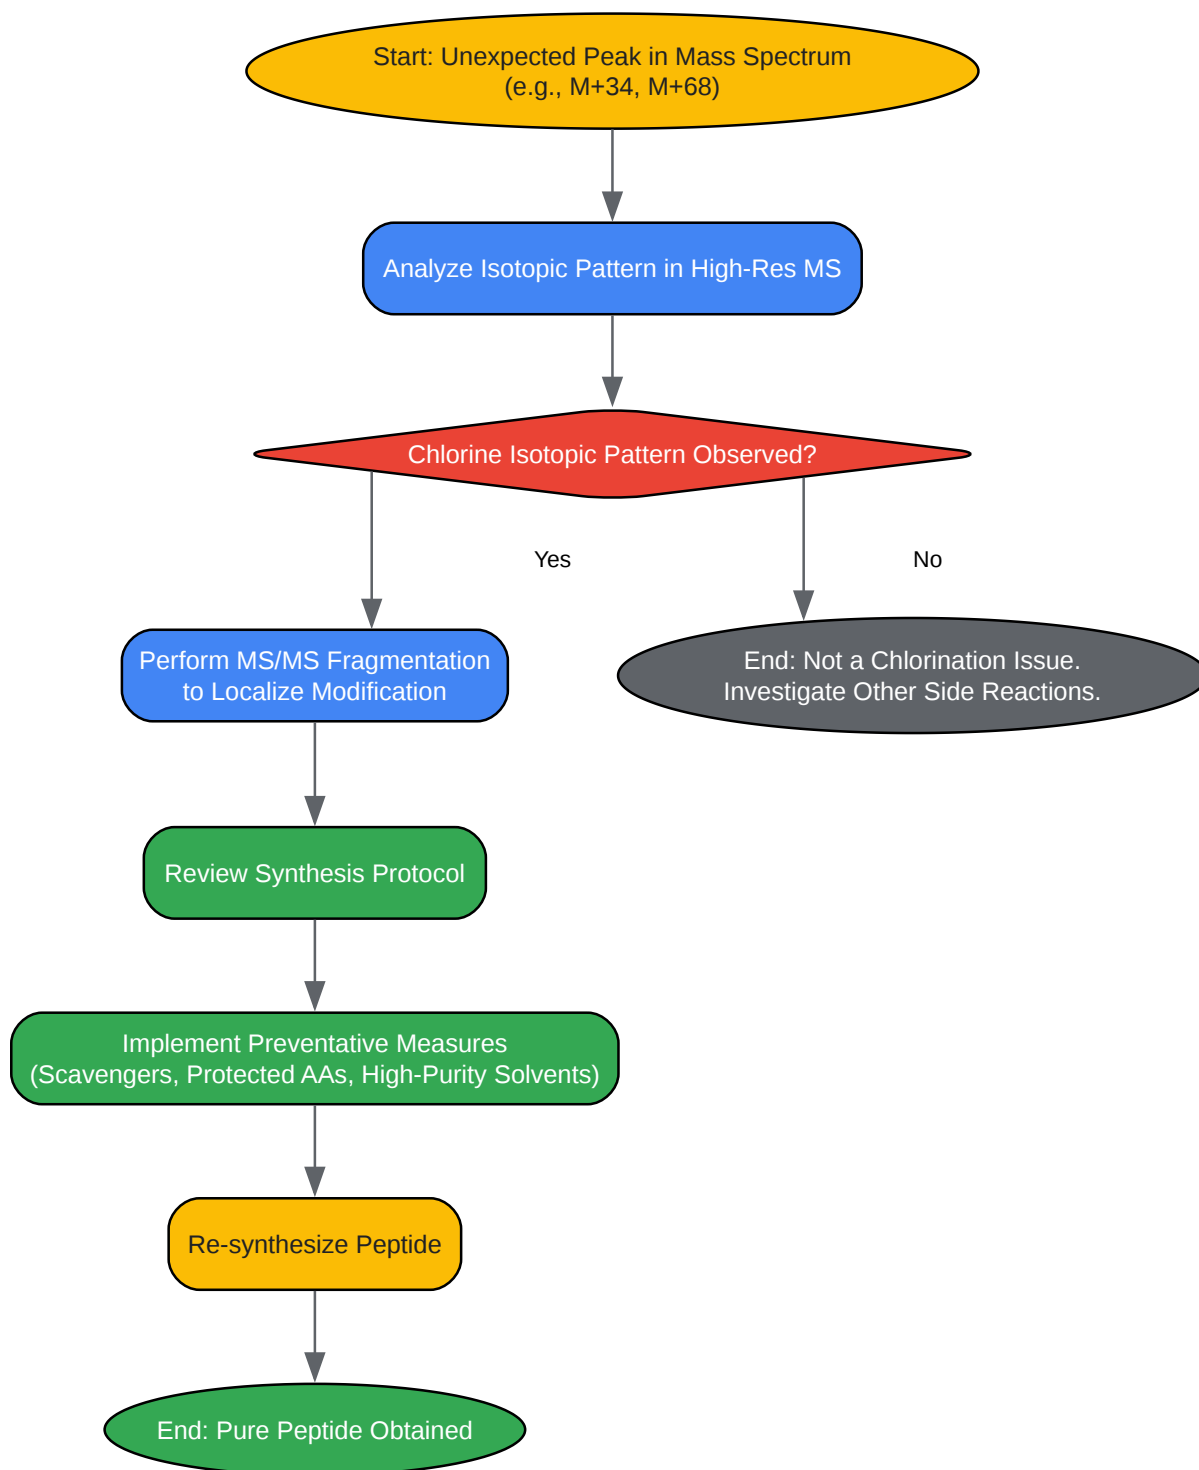 Start: Unexpected Peak in Mass Spectrum
(e.g., M+34, M+68)
Analyze Isotopic Pattern in High-Res MS
Chlorine Isotopic Pattern Observed?
Yes
No
Perform MS/MS Fragmentation
to Localize Modification
End: Not a Chlorination Issue.
Investigate Other Side Reactions.
Review Synthesis Protocol
Implement Preventative Measures
(Scavengers, Protected AAs, High-Purity Solvents)
Re-synthesize Peptide
End: Pure Peptide Obtained